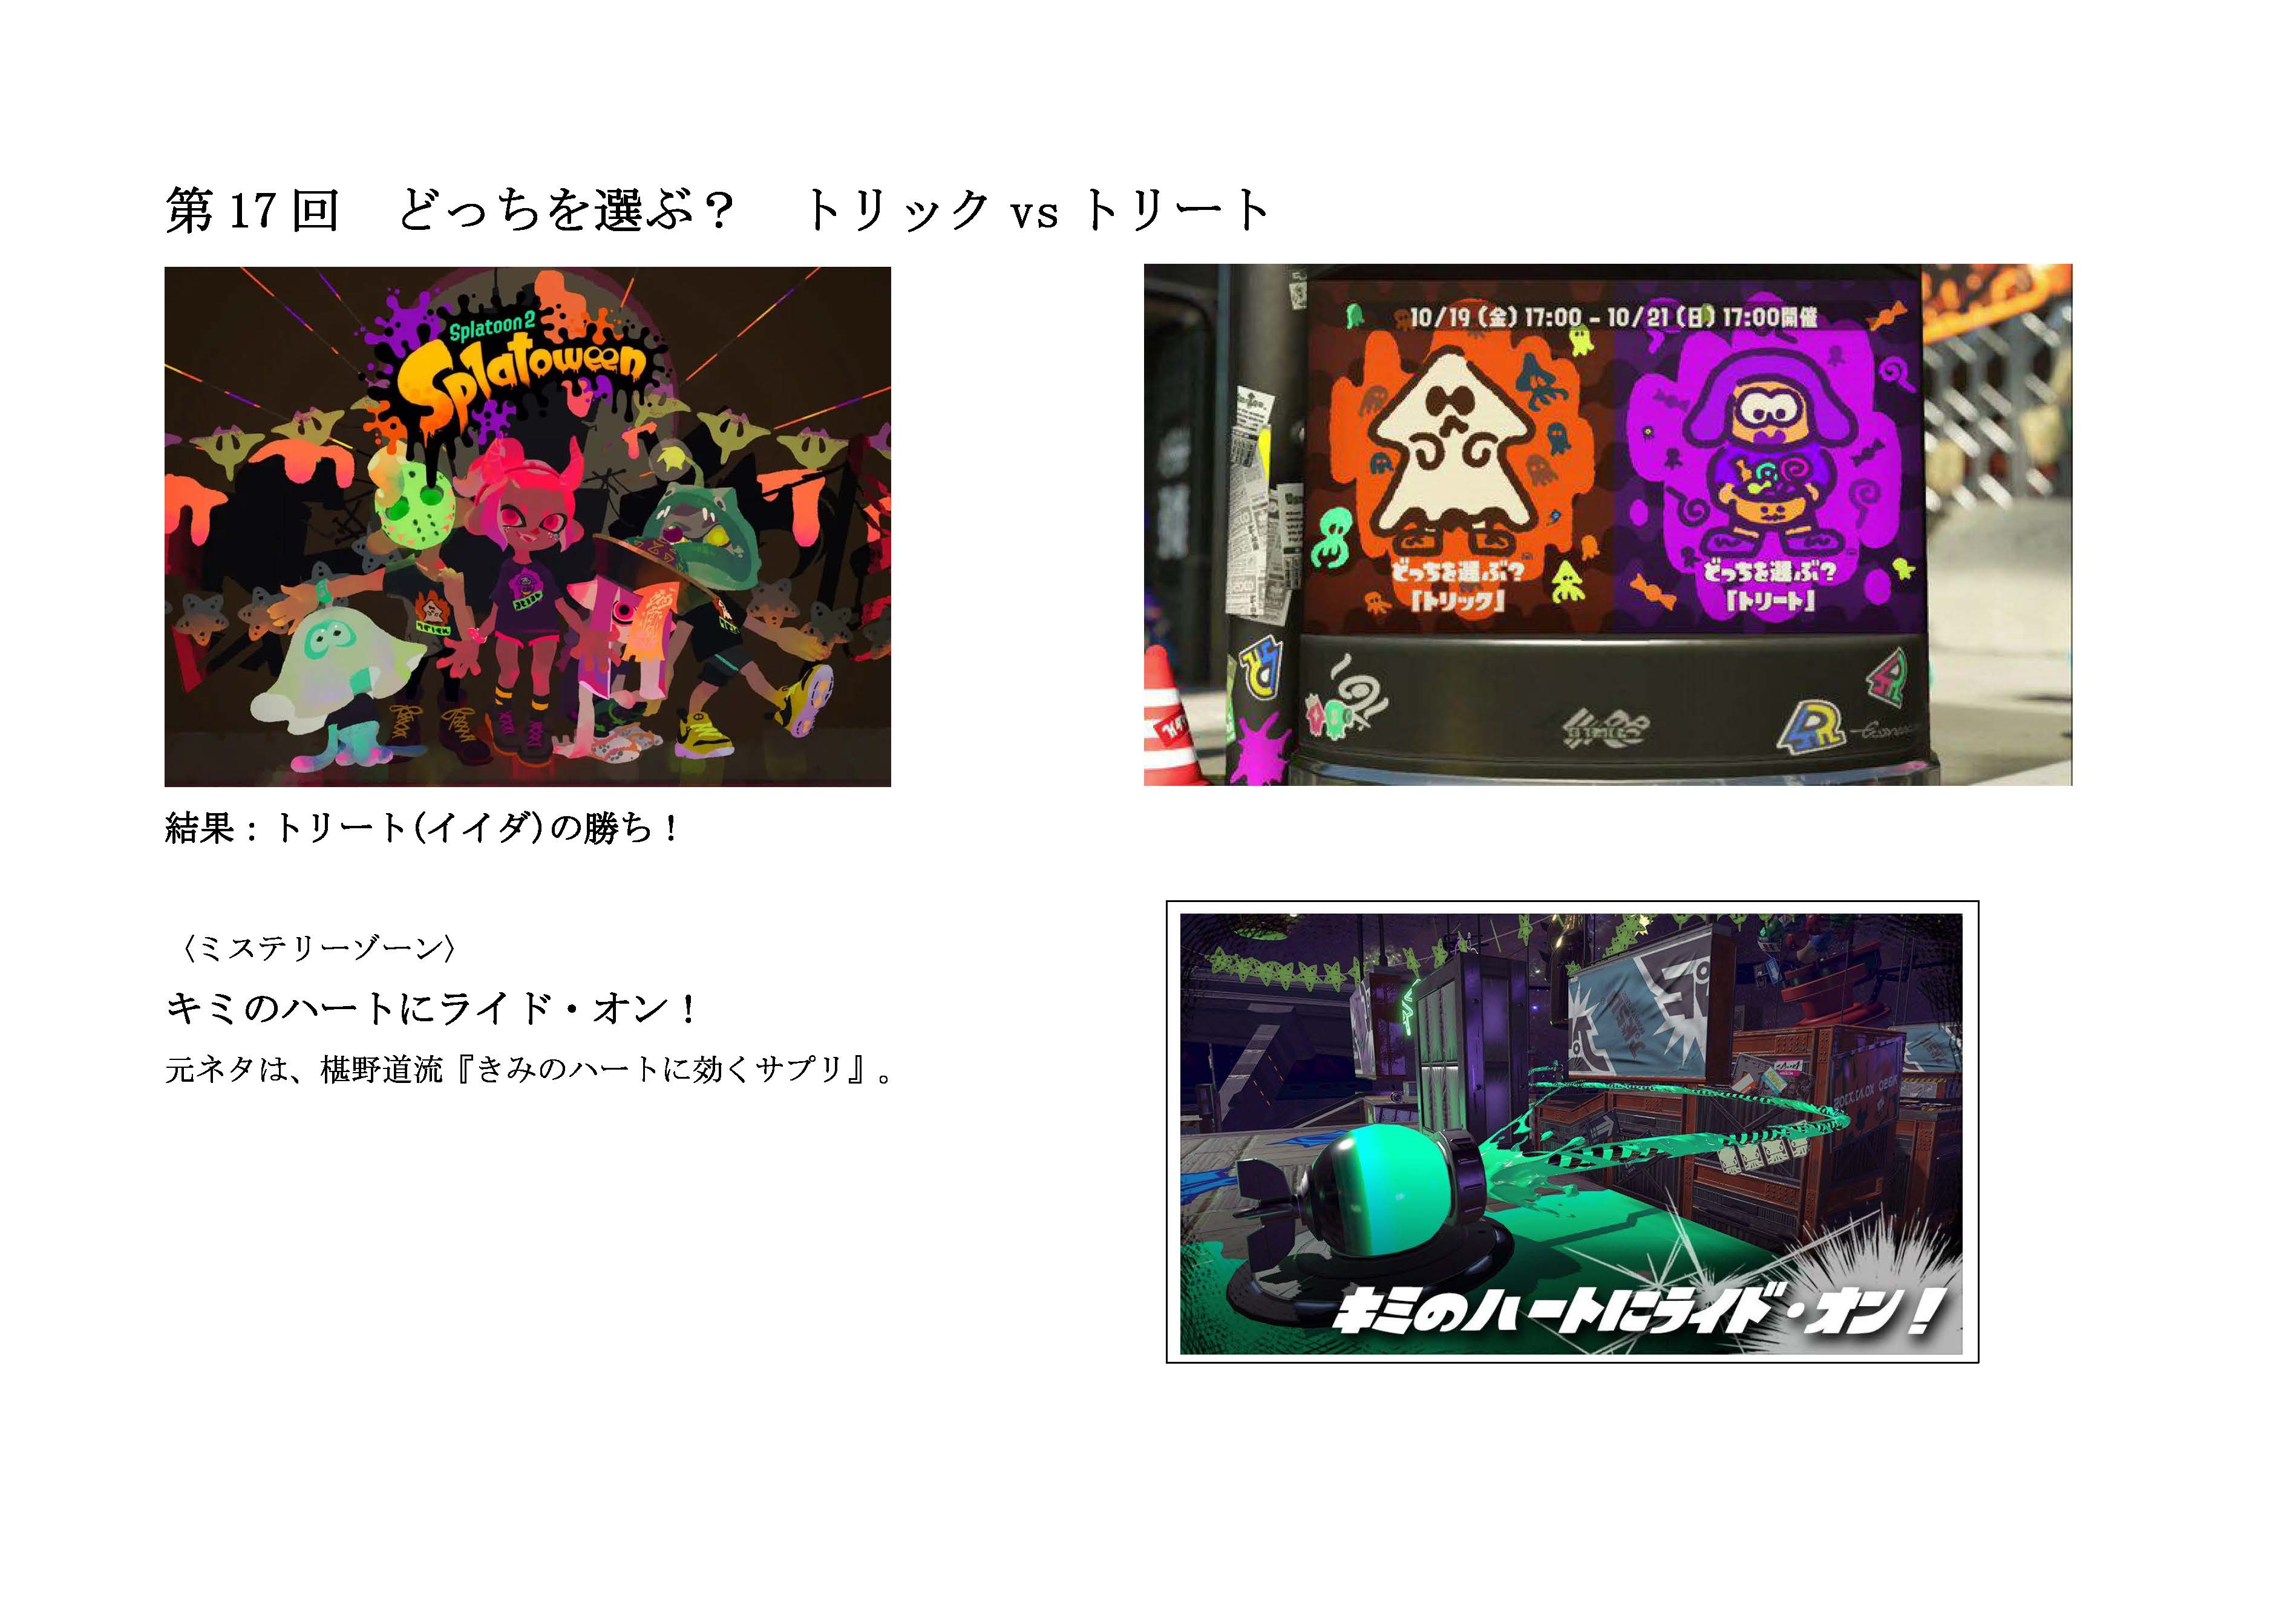 第17回　どっちを選ぶ？　トリック vs トリート
Splatoon2
Splatoween
10/19（金）17:00 – 10/21（日）17:00開催
どっちを選ぶ？
「トリック」
どっちを選ぶ？
「トリート」
結果：トリート(イイダ)の勝ち！
〈ミステリーゾーン〉
キミのハートにライド・オン！
元ネタは、椹野道流『きみのハートに効くサプリ』。
キミのハートにライド・オン！